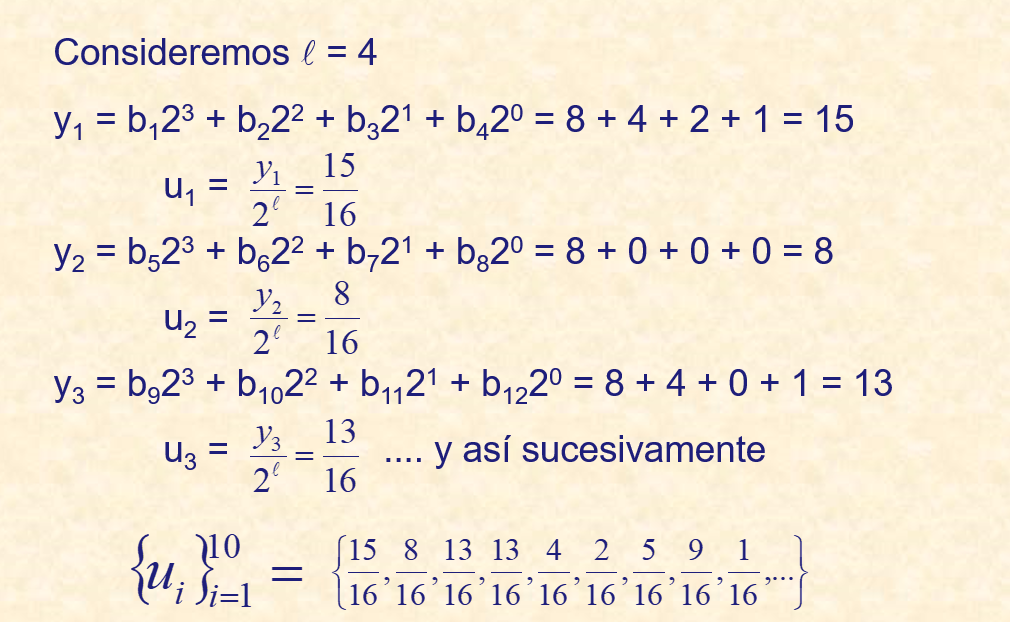 Consideremos ℓ = 4
y₁ = b₁2³ + b₂2² + b₃2¹ + b₄2⁰ = 8 + 4 + 2 + 1 = 15
u₁ = y₁/2^ℓ = 15/16
y₂ = b₅2³ + b₆2² + b₇2¹ + b₈2⁰ = 8 + 0 + 0 + 0 = 8
u₂ = y₂/2^ℓ = 8/16
y₃ = b₉2³ + b₁₀2² + b₁₁2¹ + b₁₂2⁰ = 8 + 4 + 0 + 1 = 13
u₃ = y₃/2^ℓ = 13/16 .... y así sucesivamente
{uᵢ}¹⁰ᵢ₌₁ = {15/16, 8/16, 13/16, 13/16, 4/16, 2/16, 5/16, 9/16, 1/16,...}